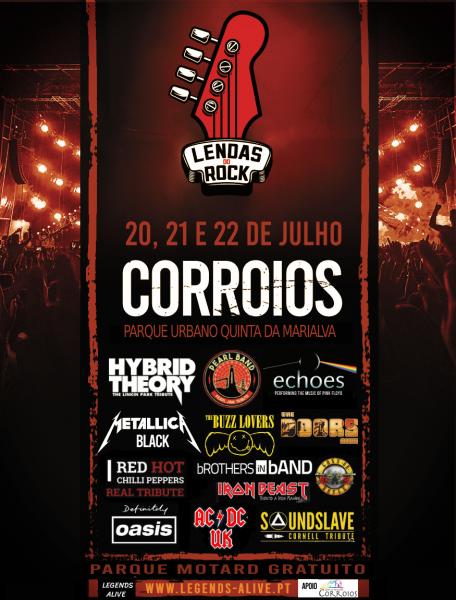 LENDAS
DO
ROCK
20, 21 E 22 DE JULHO
CORROIOS
PARQUE URBANO QUINTA DA MARIALVA
HYBRID
THEORY
THE LINKIN PARK TRIBUTE
PEARL BAND
echoes
PERFORMING THE MUSIC OF PINK FLOYD
METALLICA
BLACK
THE BUZZ LOVERS
THE
DOORS
RED HOT
CHILLI PEPPERS
REAL TRIBUTE
bROTHERS iN bAND
IRON BEAST
TRIBUTO A IRON MAIDEN
Definitely
oasis
AC DC
UK
SOUNDSLAVE
CORNELL TRIBUTE
PARQUE MOTARD GRATUITO
LEGENDS
ALIVE
WWW.LEGENDS-ALIVE.PT
APOIO
CORROIOS